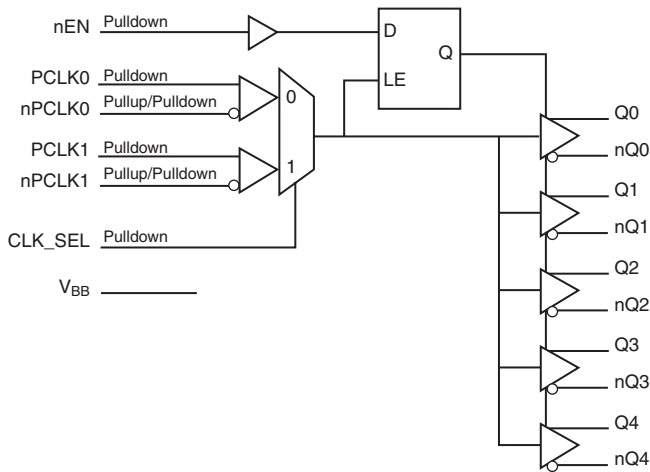 nEN Pulldown
D
Q
LE
PCLK0 Pulldown
nPCLK0 Pullup/Pulldown
0
PCLK1 Pulldown
nPCLK1 Pullup/Pulldown
1
CLK_SEL Pulldown
VBB
Q0
nQ0
Q1
nQ1
Q2
nQ2
Q3
nQ3
Q4
nQ4